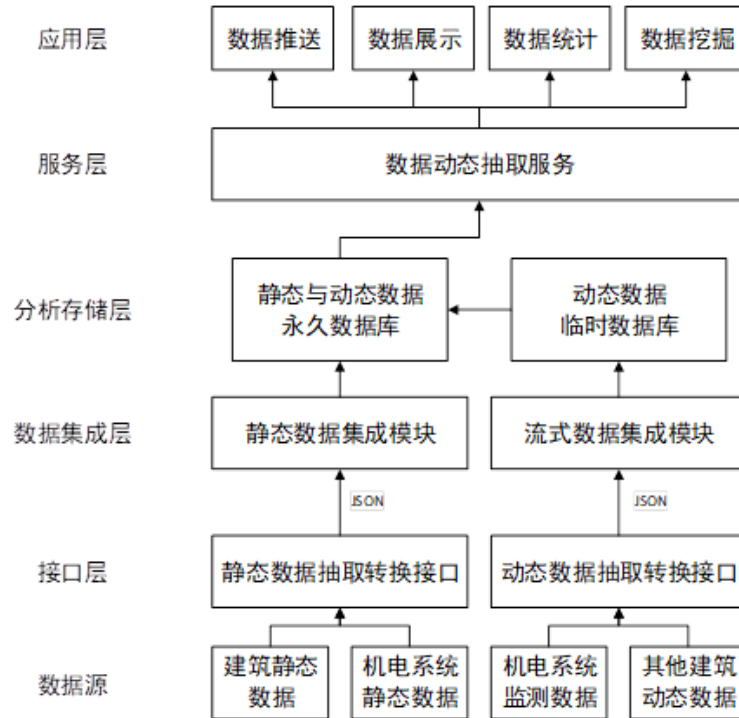 应用层
数据推送
数据展示
数据统计
数据挖掘
服务层
数据动态抽取服务
分析存储层
静态与动态数据
永久数据库
动态数据
临时数据库
数据集成层
静态数据集成模块
流式数据集成模块
JSON
JSON
接口层
静态数据抽取转换接口
动态数据抽取转换接口
数据源
建筑静态
数据
机电系统
静态数据
机电系统
监测数据
其他建筑
动态数据